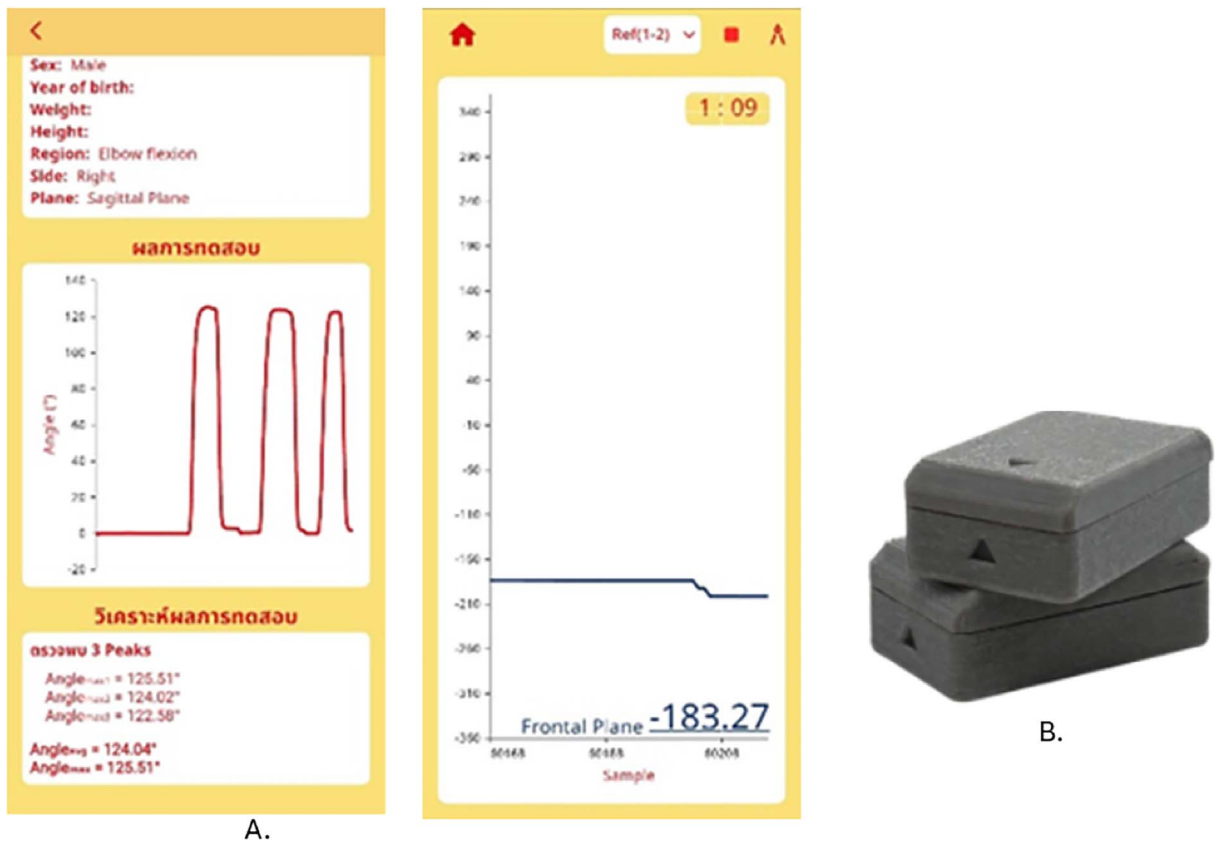 Sex: Male
Year of birth:
Weight:
Height:
Region: Elbow flexion
Side: Right
Plane: Sagittal Plane
ผลการทดสอบ
140
120
100
80
60
40
20
0
-20
Angle (°)
วิเคราะห์ผลการทดสอบ
ตรวจพบ 3 Peaks
Anglemax1 = 125.51°
Anglemax2 = 124.02°
Anglemax3 = 122.58°
Angleavg = 124.04°
Anglemax = 125.51°
A.
Ref(1-2)
1 : 09
340
290
240
190
140
90
40
-10
-60
-110
-160
-210
-260
-310
-360
Frontal Plane -183.27
Sample
B.